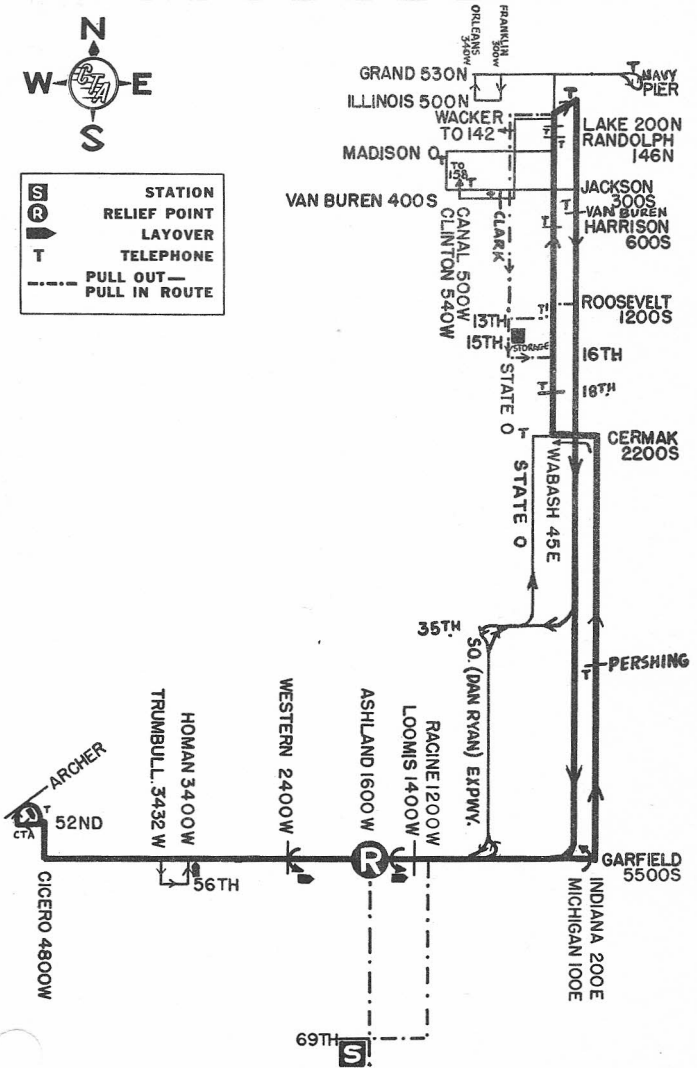 N
W
CTA
E
S
S STATION
R RELIEF POINT
LAYOVER
T TELEPHONE
PULL OUT—
PULL IN ROUTE
ORLEANS
340W
FRANKLIN
300W
GRAND 530N
T
NAVY
PIER
ILLINOIS 500N
T
WACKER
TO 142
T
T
LAKE 200N
RANDOLPH
146N
MADISON 0
T
TO
158
T
JACKSON
300S
VAN BUREN 400S
CLARK
T
VAN BUREN
HARRISON
600S
T
CANAL 500W
CLINTON 540W
ROOSEVELT
1200S
T
13TH
STORAGE
15TH
16TH
STATE 0
T
18TH
T
CERMAK
2200S
STATE 0
WABASH 45E
35TH
SO. (DAN RYAN) EXPWY.
T
PERSHING
ARCHER
T
CTA
52ND
CICERO 4800W
TRUMBULL 3432W
HOMAN 3400W
56TH
WESTERN 2400W
ASHLAND 1600W
R
LOOMIS 1400W
RACINE 1200W
GARFIELD
5500S
INDIANA 200E
MICHIGAN 100E
69TH
S